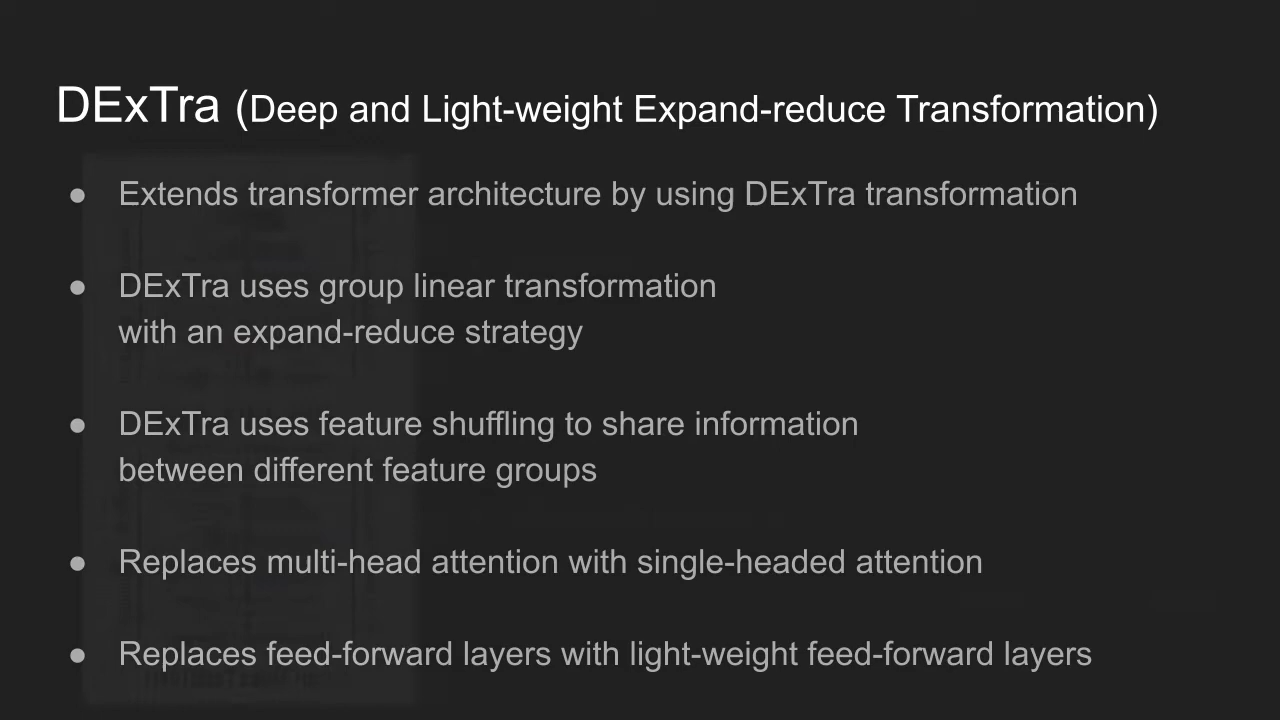 DExTra (Deep and Light-weight Expand-reduce Transformation)
● Extends transformer architecture by using DExTra transformation
● DExTra uses group linear transformation
with an expand-reduce strategy
● DExTra uses feature shuffling to share information
between different feature groups
● Replaces multi-head attention with single-headed attention
● Replaces feed-forward layers with light-weight feed-forward layers